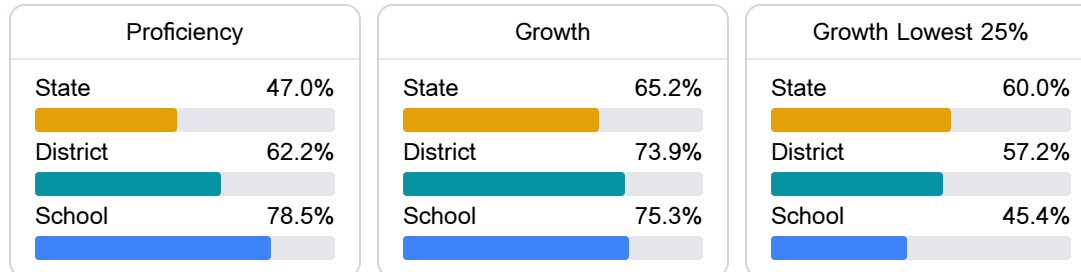 Proficiency
State 47.0%
District 62.2%
School 78.5%
Growth
State 65.2%
District 73.9%
School 75.3%
Growth Lowest 25%
State 60.0%
District 57.2%
School 45.4%